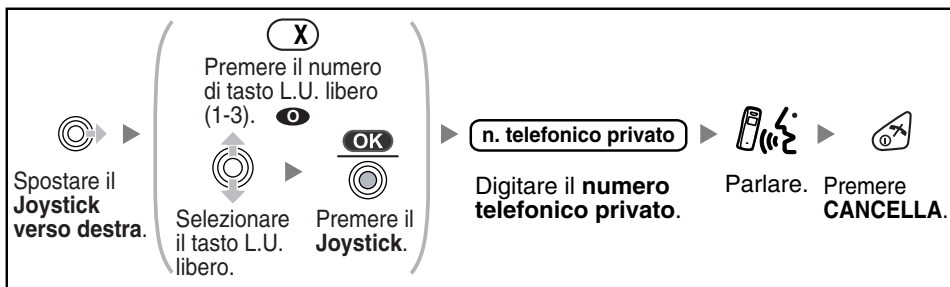 Spostare il
Joystick
verso destra.
X
Premere il numero
di tasto L.U. libero
(1-3). O
Selezionare
il tasto L.U.
libero.
OK
Premere il
Joystick.
n. telefonico privato
Digitare il numero
telefonico privato.
Parlare.
Premere
CANCELLA.